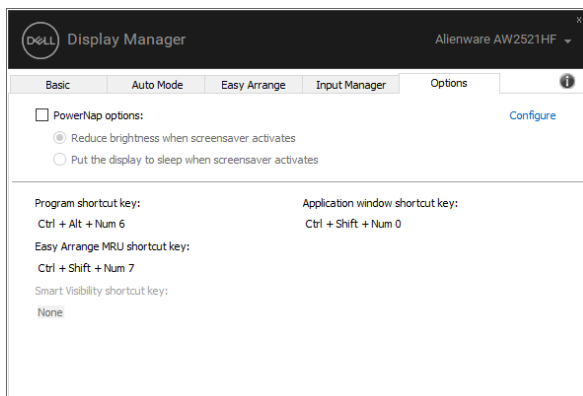 DELL Display Manager
Alienware AW2521HF
x
Basic Auto Mode Easy Arrange Input Manager Options i
PowerNap options: Configure
Reduce brightness when screensaver activates
Put the display to sleep when screensaver activates
Program shortcut key: Application window shortcut key:
Ctrl + Alt + Num 6 Ctrl + Shift + Num 0
Easy Arrange MRU shortcut key:
Ctrl + Shift + Num 7
Smart Visibility shortcut key:
None